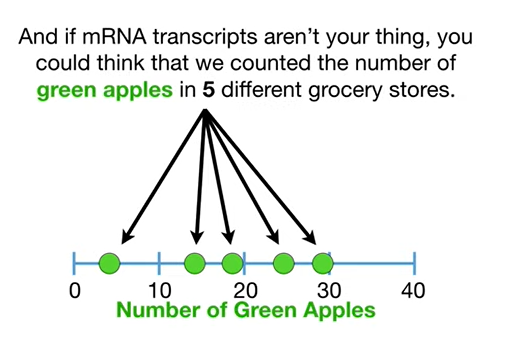 And if mRNA transcripts aren’t your thing, you
could think that we counted the number of
green apples in 5 different grocery stores.
0 10 20 30 40
Number of Green Apples